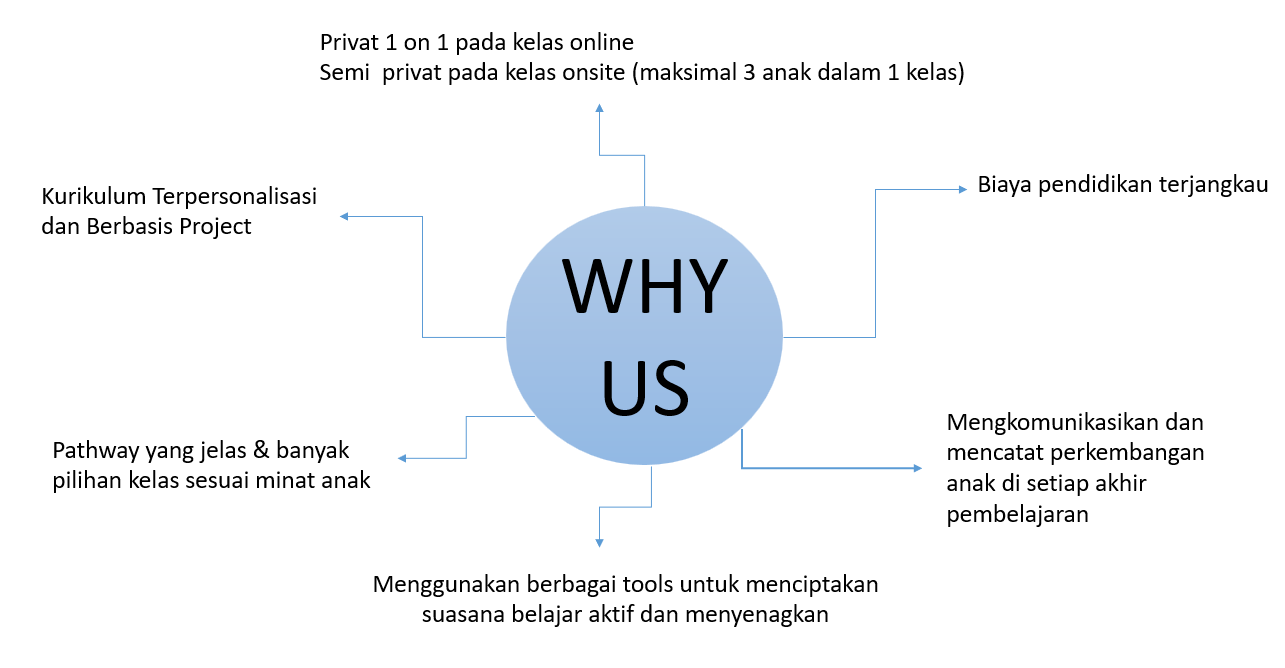 Privat 1 on 1 pada kelas online
Semi  privat pada kelas onsite (maksimal 3 anak dalam 1 kelas)
Kurikulum Terpersonalisasi
dan Berbasis Project
Biaya pendidikan terjangkau
WHY
US
Pathway yang jelas & banyak
pilihan kelas sesuai minat anak
Mengkomunikasikan dan
mencatat perkembangan
anak di setiap akhir
pembelajaran
Menggunakan berbagai tools untuk menciptakan
suasana belajar aktif dan menyenagkan